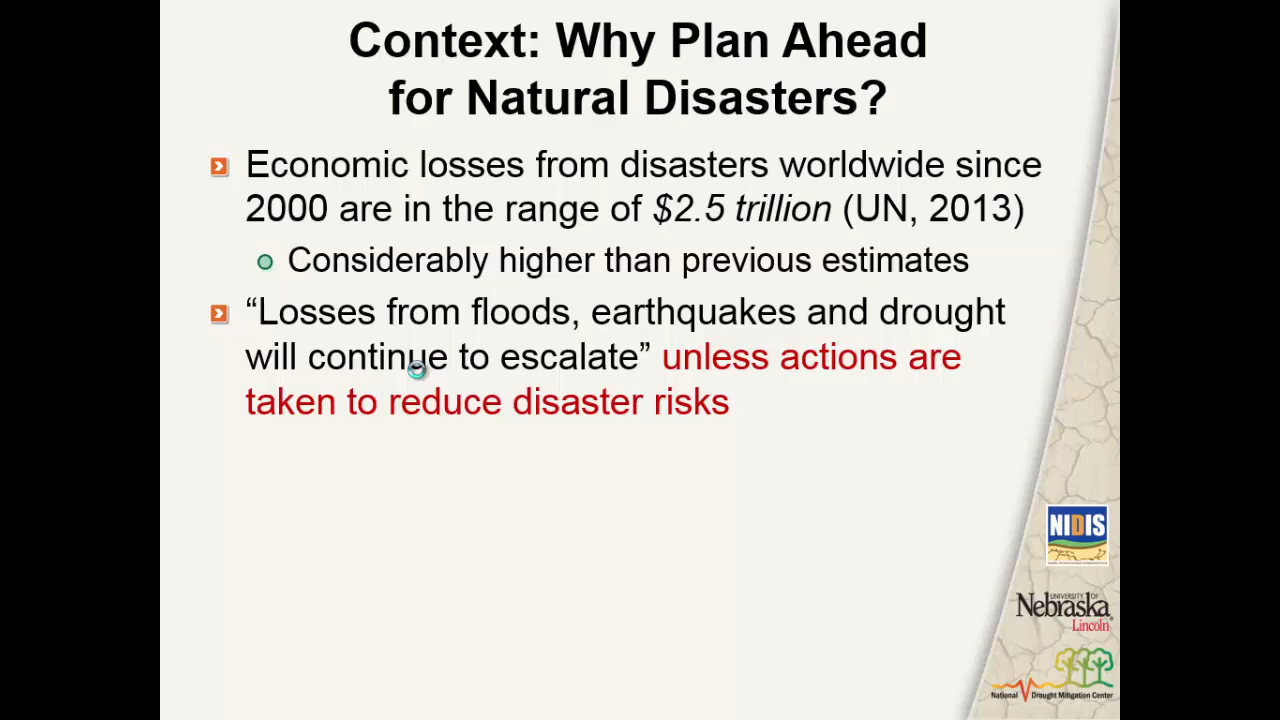 Context: Why Plan Ahead
for Natural Disasters?
Economic losses from disasters worldwide since
2000 are in the range of $2.5 trillion (UN, 2013)
Considerably higher than previous estimates
“Losses from floods, earthquakes and drought
will continue to escalate” unless actions are
taken to reduce disaster risks
NIDIS
UNIVERSITY OF
Nebraska
Lincoln
National Drought Mitigation Center